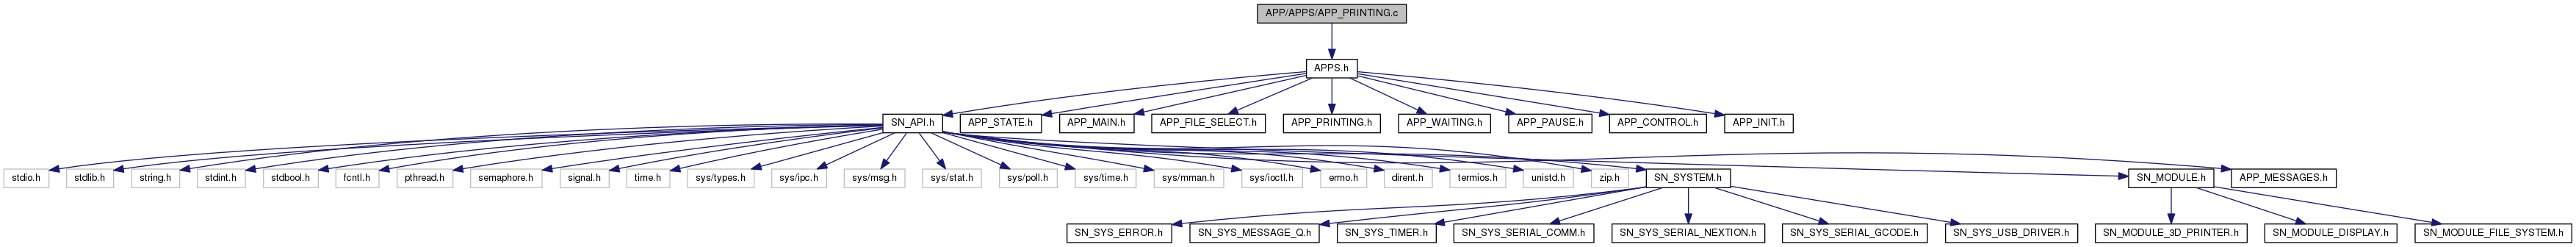 APP/APPS/APP_PRINTING.c
APPS.h
SN_API.h
APP_STATE.h
APP_MAIN.h
APP_FILE_SELECT.h
APP_PRINTING.h
APP_WAITING.h
APP_PAUSE.h
APP_CONTROL.h
APP_INIT.h
stdio.h
stdlib.h
string.h
stdint.h
stdbool.h
fcntl.h
pthread.h
semaphore.h
signal.h
time.h
sys/types.h
sys/ipc.h
sys/msg.h
sys/stat.h
sys/poll.h
sys/time.h
sys/mman.h
sys/ioctl.h
errno.h
dirent.h
termios.h
unistd.h
zip.h
SN_SYSTEM.h
SN_MODULE.h
APP_MESSAGES.h
SN_SYS_ERROR.h
SN_SYS_MESSAGE_Q.h
SN_SYS_TIMER.h
SN_SYS_SERIAL_COMM.h
SN_SYS_SERIAL_NEXTION.h
SN_SYS_SERIAL_GCODE.h
SN_SYS_USB_DRIVER.h
SN_MODULE_3D_PRINTER.h
SN_MODULE_DISPLAY.h
SN_MODULE_FILE_SYSTEM.h